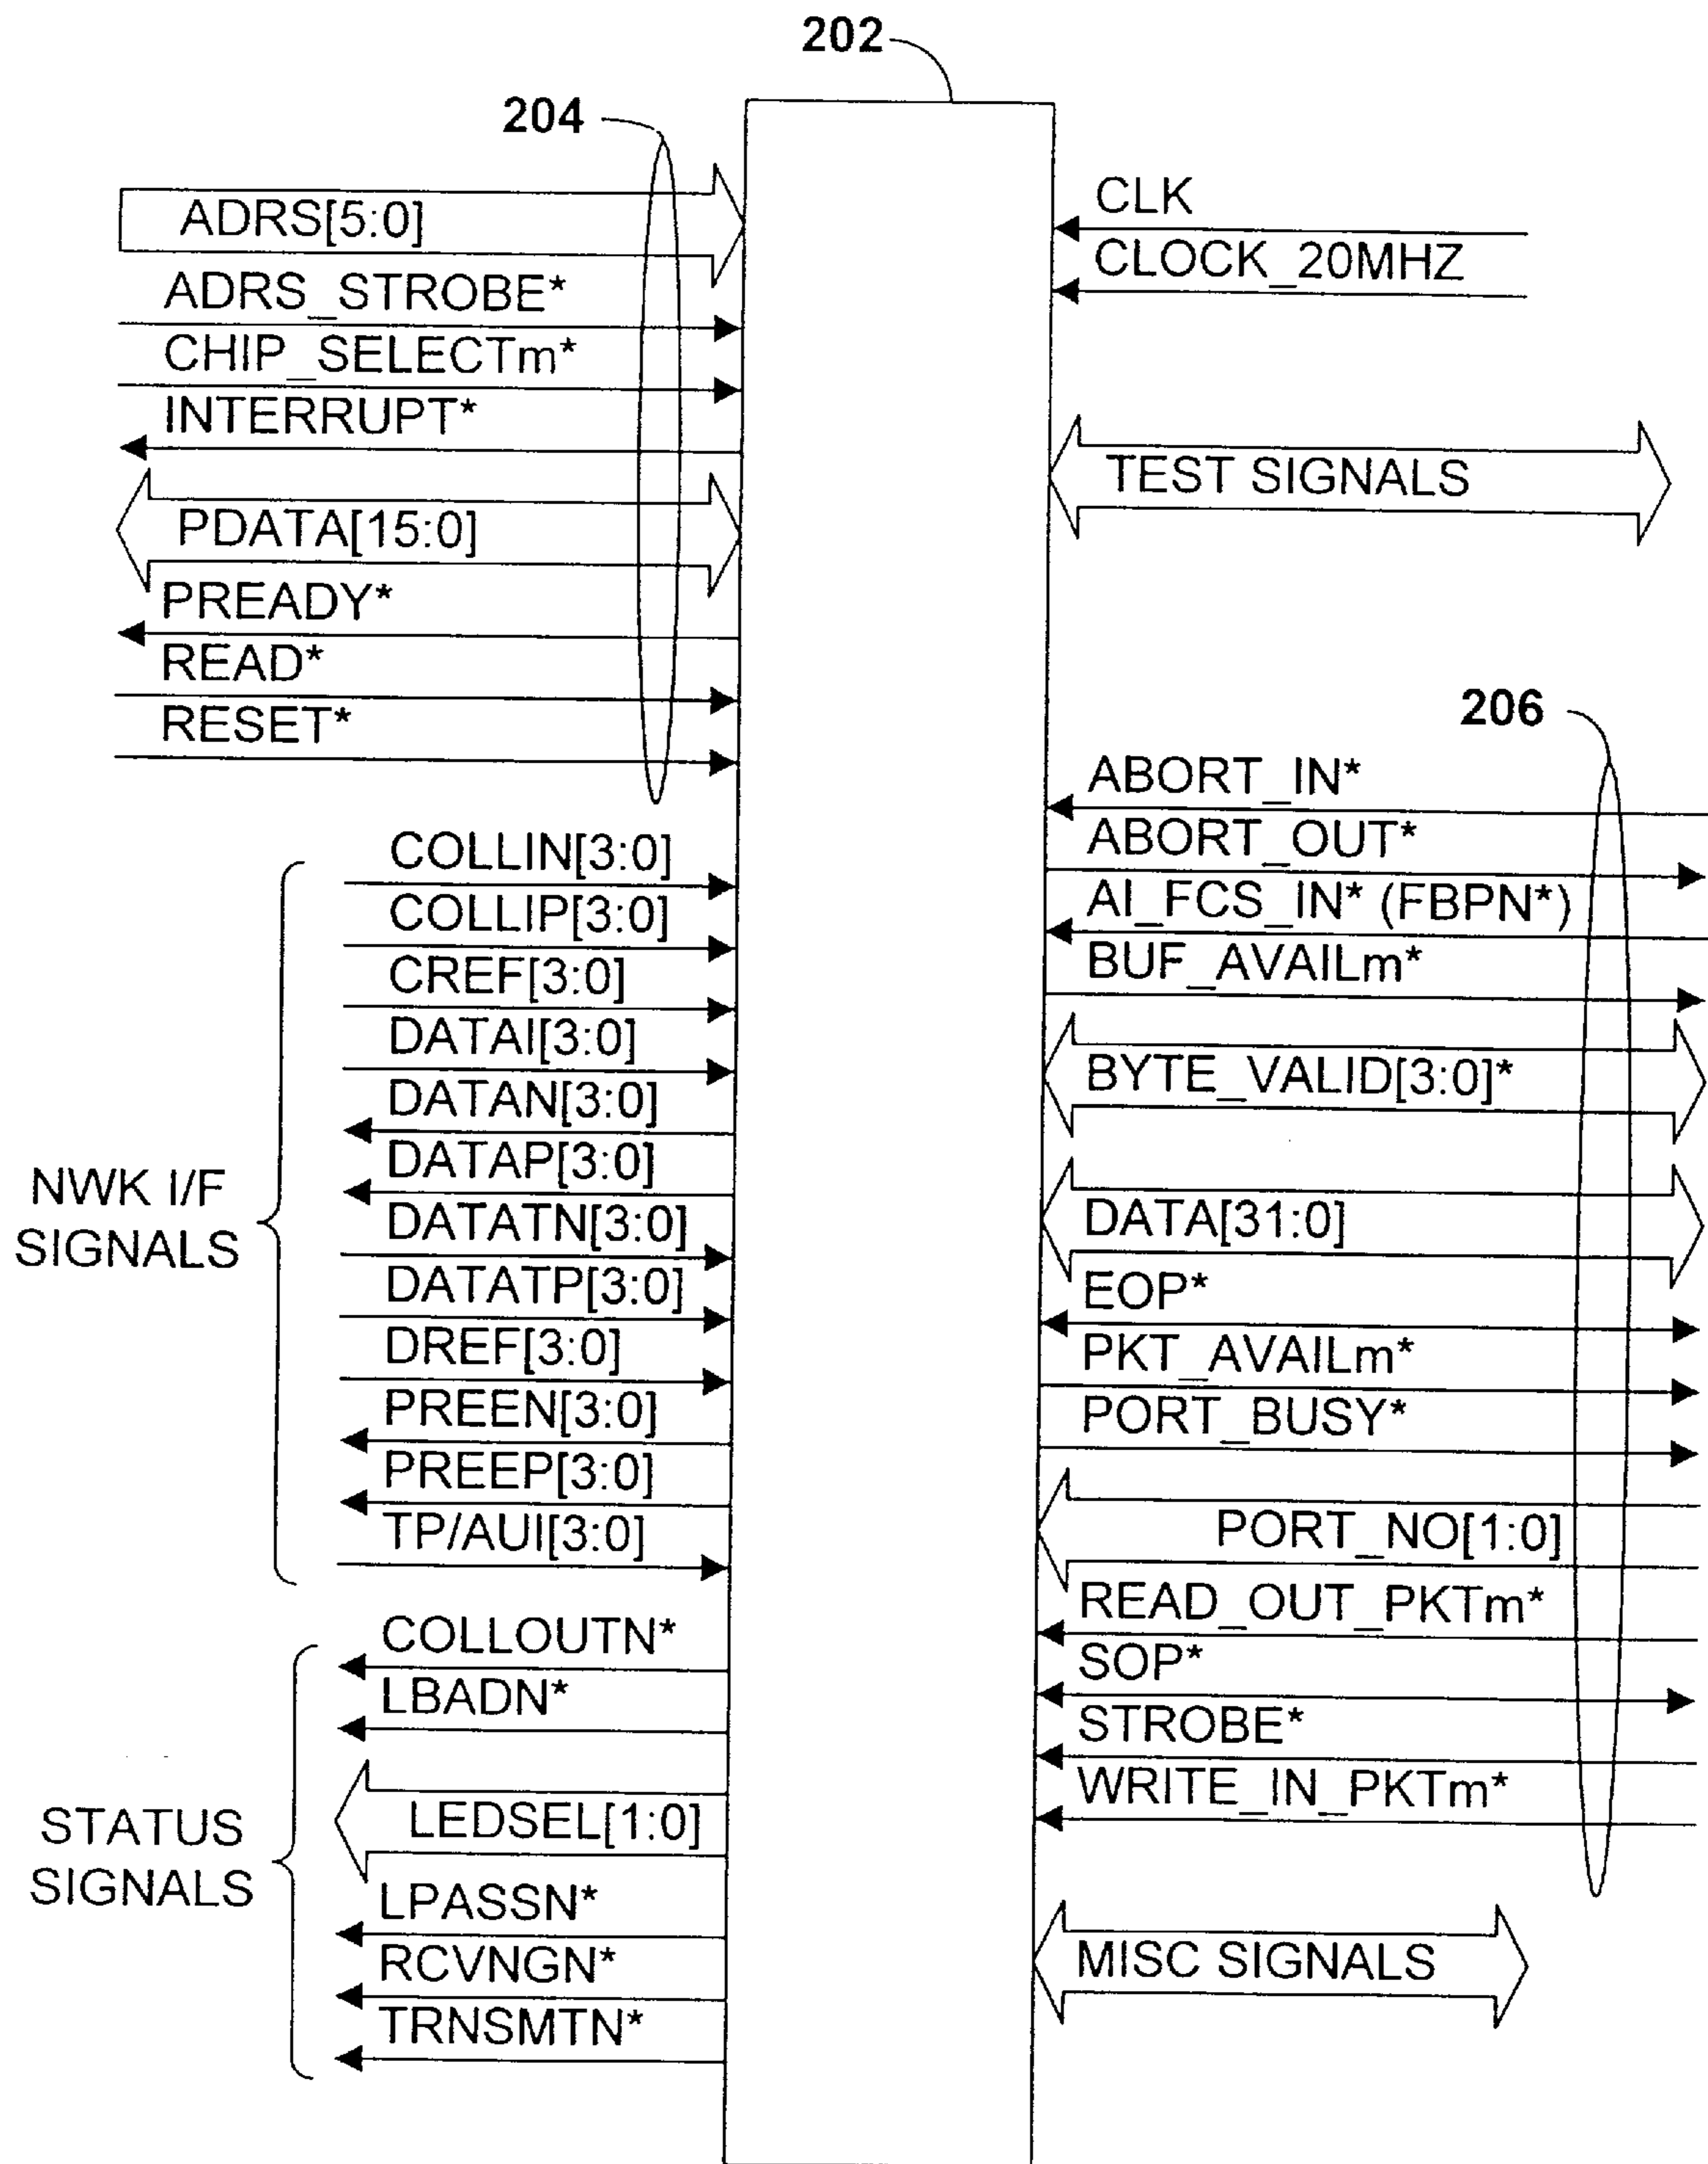 202
204
ADRS[5:0]
ADRS_STROBE*
CHIP_SELECTm*
INTERRUPT*
PDATA[15:0]
PREADY*
READ*
RESET*
NWK I/F
SIGNALS
COLLIN[3:0]
COLLIP[3:0]
CREF[3:0]
DATAI[3:0]
DATAN[3:0]
DATAP[3:0]
DATATN[3:0]
DATATP[3:0]
DREF[3:0]
PREEN[3:0]
PREEP[3:0]
TP/AUI[3:0]
STATUS
SIGNALS
COLLOUTN*
LBADN*
LEDSEL[1:0]
LPASSN*
RCVNGN*
TRNSMTN*
CLK
CLOCK_20MHZ
TEST SIGNALS
206
ABORT_IN*
ABORT_OUT*
AI_FCS_IN* (FBPN*)
BUF_AVAILm*
BYTE_VALID[3:0]*
DATA[31:0]
EOP*
PKT_AVAILm*
PORT_BUSY*
PORT_NO[1:0]
READ_OUT_PKTm*
SOP*
STROBE*
WRITE_IN_PKTm*
MISC SIGNALS